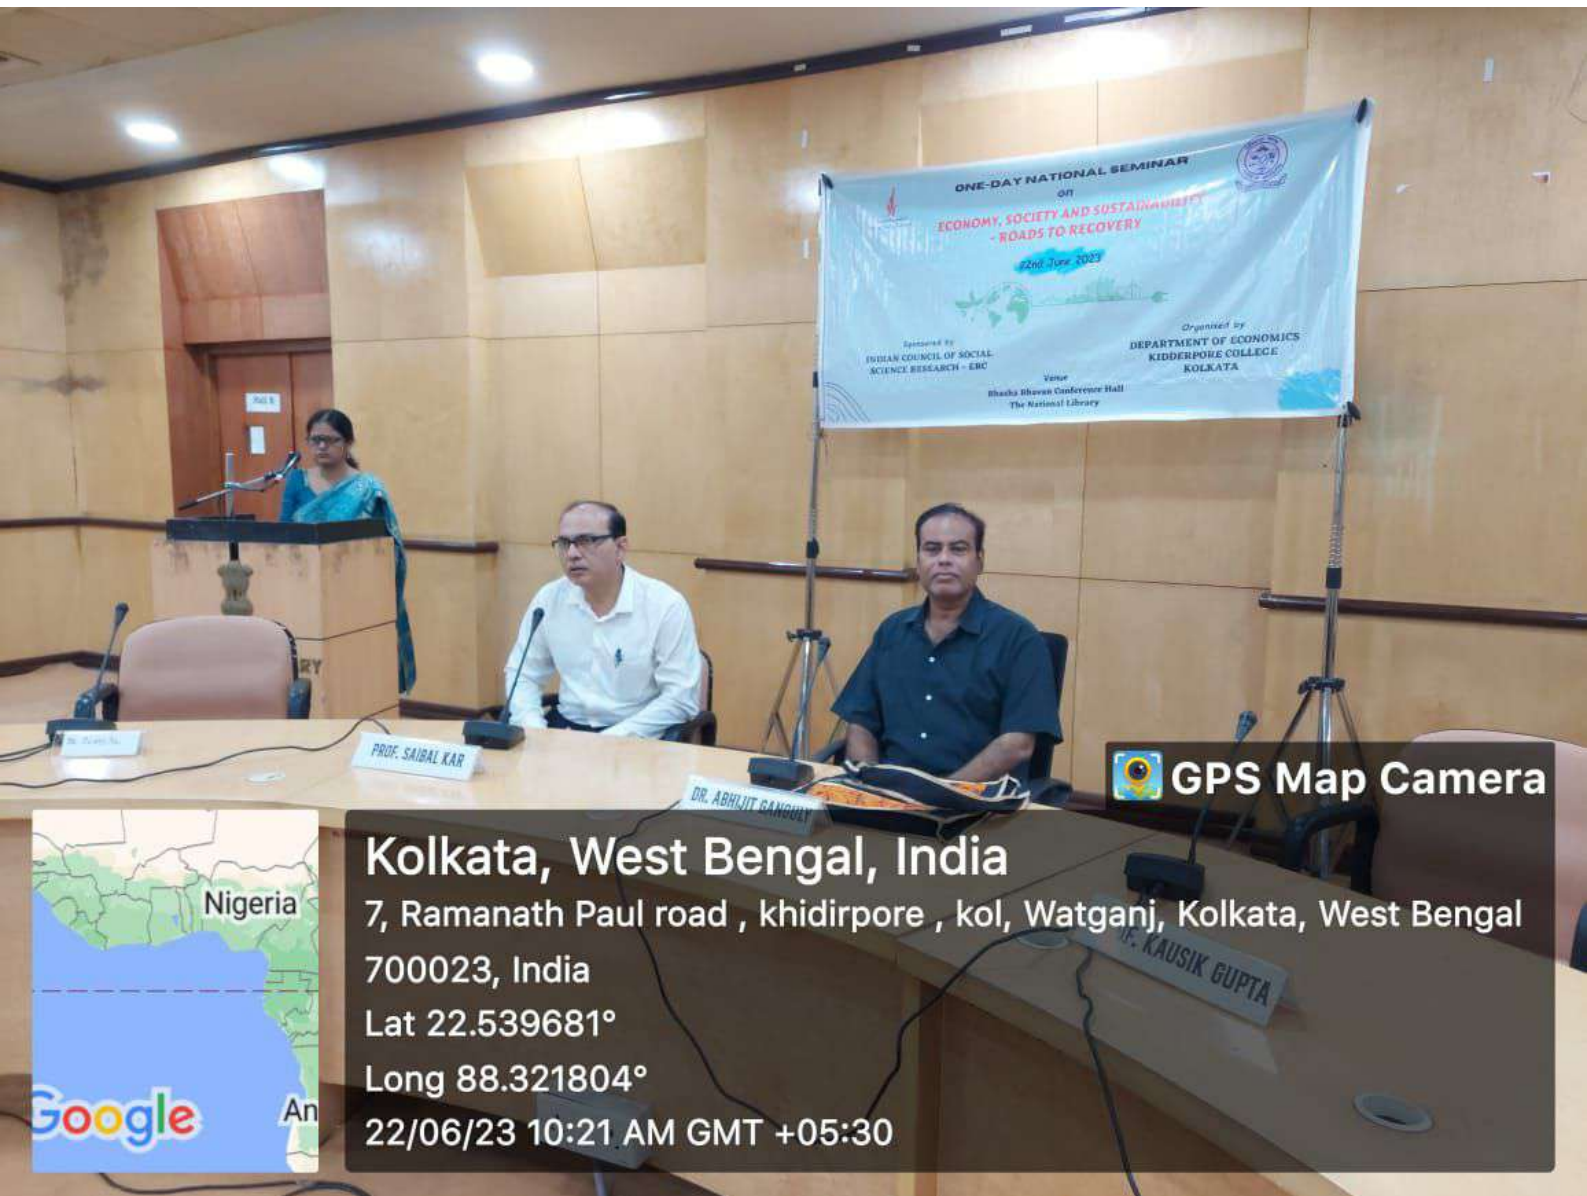 ONE-DAY NATIONAL SEMINAR
on
ECONOMY, SOCIETY AND SUSTAINABILITY
- ROADS TO RECOVERY
22nd June 2023
Sponsored by
INDIAN COUNCIL OF SOCIAL
SCIENCE RESEARCH - ERC
Organised by
DEPARTMENT OF ECONOMICS
KIDDERPORE COLLEGE
KOLKATA
Venue
Bhasha Bhavan Conference Hall
The National Library
Hall B
RY
PROF. SAIBAL KAR
DR. ABHIJIT GANGULY
KAUSIK GUPTA
GPS Map Camera
Kolkata, West Bengal, India
7, Ramanath Paul road , khidirpore , kol, Watganj, Kolkata, West Bengal
700023, India
Lat 22.539681°
Long 88.321804°
22/06/23 10:21 AM GMT +05:30
Nigeria
An
Google